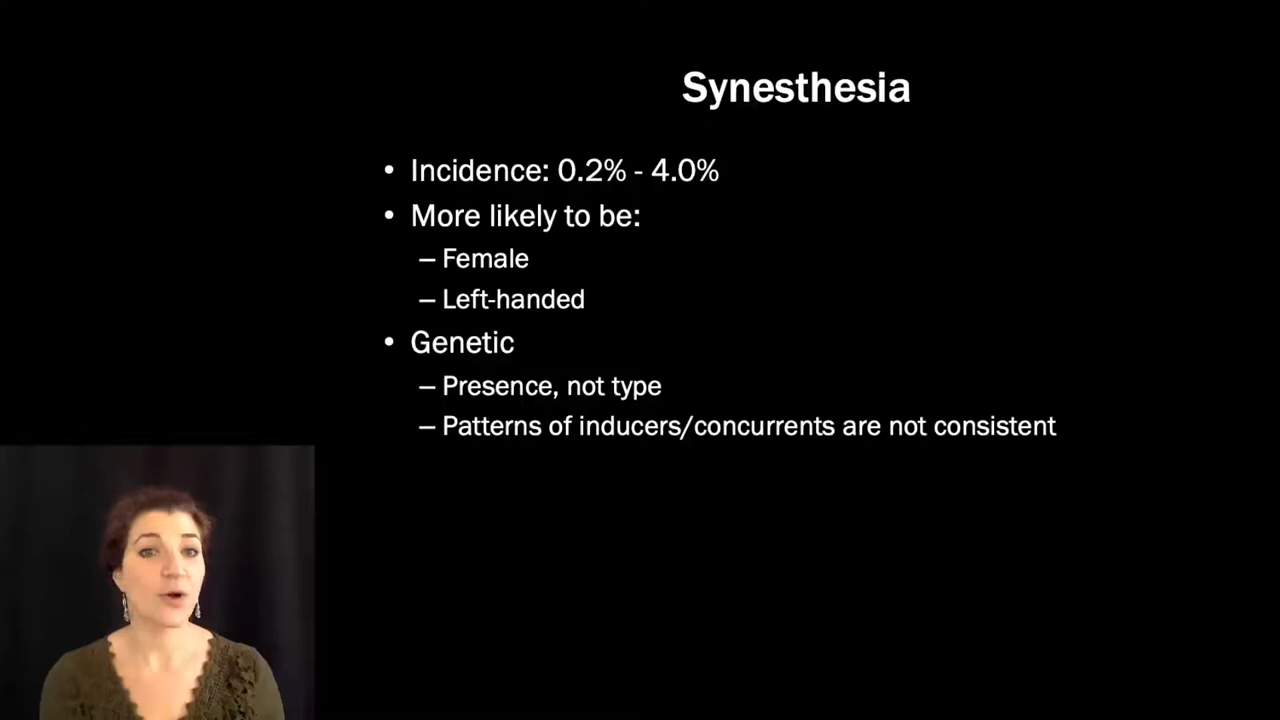 Synesthesia
• Incidence: 0.2% - 4.0%
• More likely to be:
– Female
– Left-handed
• Genetic
– Presence, not type
– Patterns of inducers/concurrents are not consistent